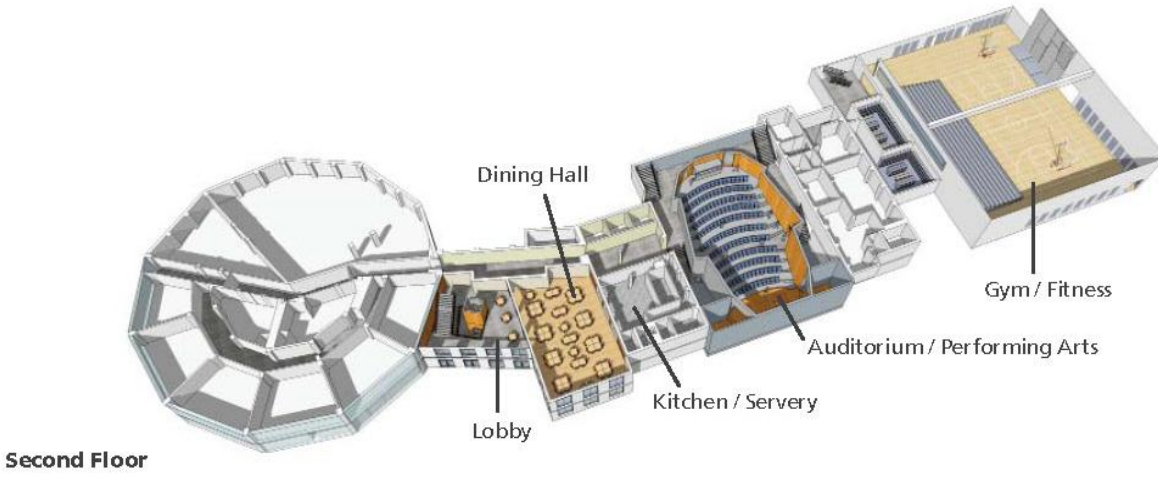 Dining Hall
Gym / Fitness
Auditorium / Performing Arts
Kitchen / Servery
Lobby
Second Floor